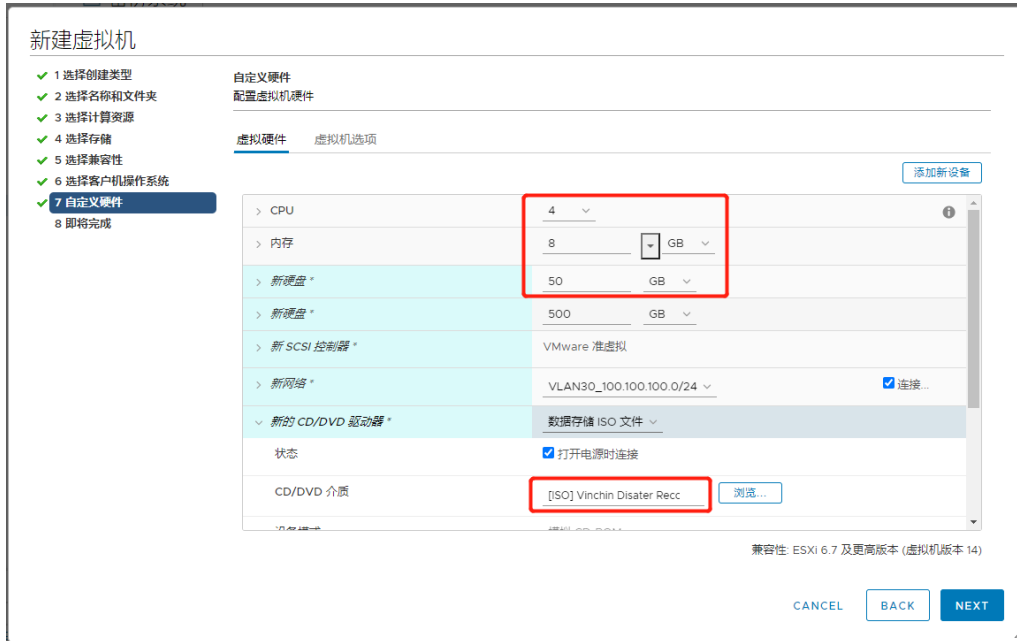 新建虚拟机
1 选择创建类型
2 选择名称和文件夹
3 选择计算资源
4 选择存储
5 选择兼容性
6 选择客户机操作系统
7 自定义硬件
8 即将完成
自定义硬件
配置虚拟机硬件
虚拟硬件 虚拟机选项
添加新设备
CPU 4
内存 8 GB
新硬盘 * 50 GB
新硬盘 * 500 GB
新 SCSI 控制器 * VMware 准虚拟
新网络 * VLAN30_100.100.100.0/24 连接...
新的 CD/DVD 驱动器 * 数据存储 ISO 文件
状态 打开电源时连接
CD/DVD 介质 [ISO] Vinchin Disater Recc 浏览...
兼容性: ESXi 6.7 及更高版本 (虚拟机版本 14)
CANCEL BACK NEXT